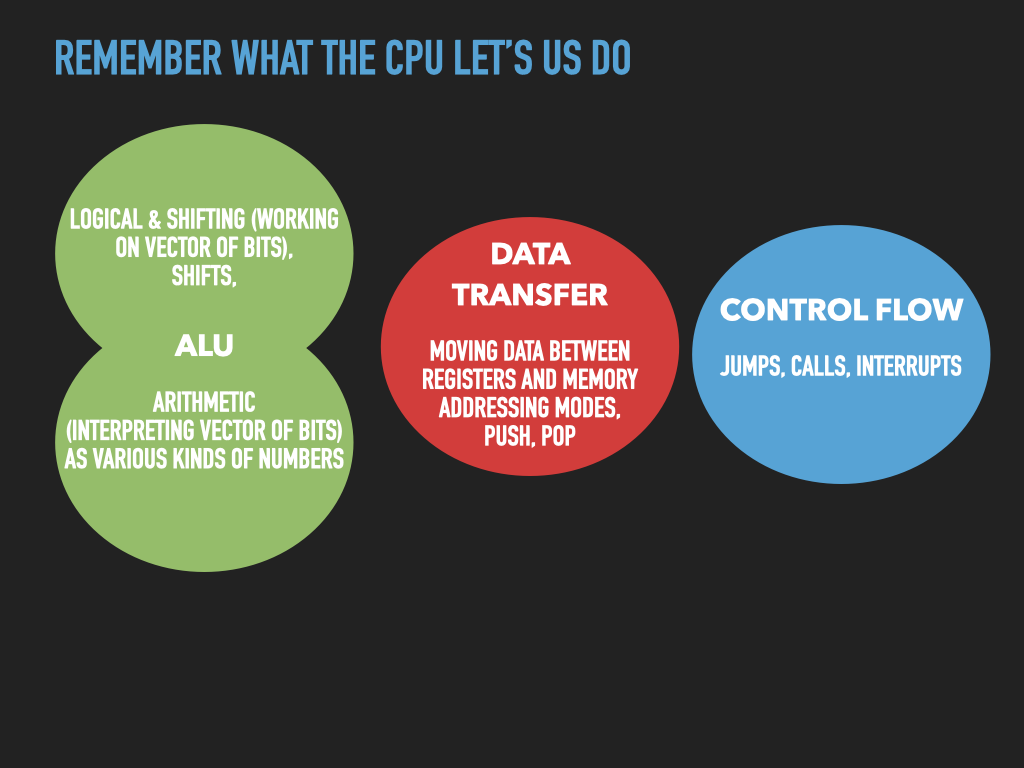 REMEMBER WHAT THE CPU LET’S US DO
LOGICAL & SHIFTING (WORKING
ON VECTOR OF BITS),
SHIFTS,
ALU
ARITHMETIC
(INTERPRETING VECTOR OF BITS)
AS VARIOUS KINDS OF NUMBERS
DATA
TRANSFER
MOVING DATA BETWEEN
REGISTERS AND MEMORY
ADDRESSING MODES,
PUSH, POP
CONTROL FLOW
JUMPS, CALLS, INTERRUPTS